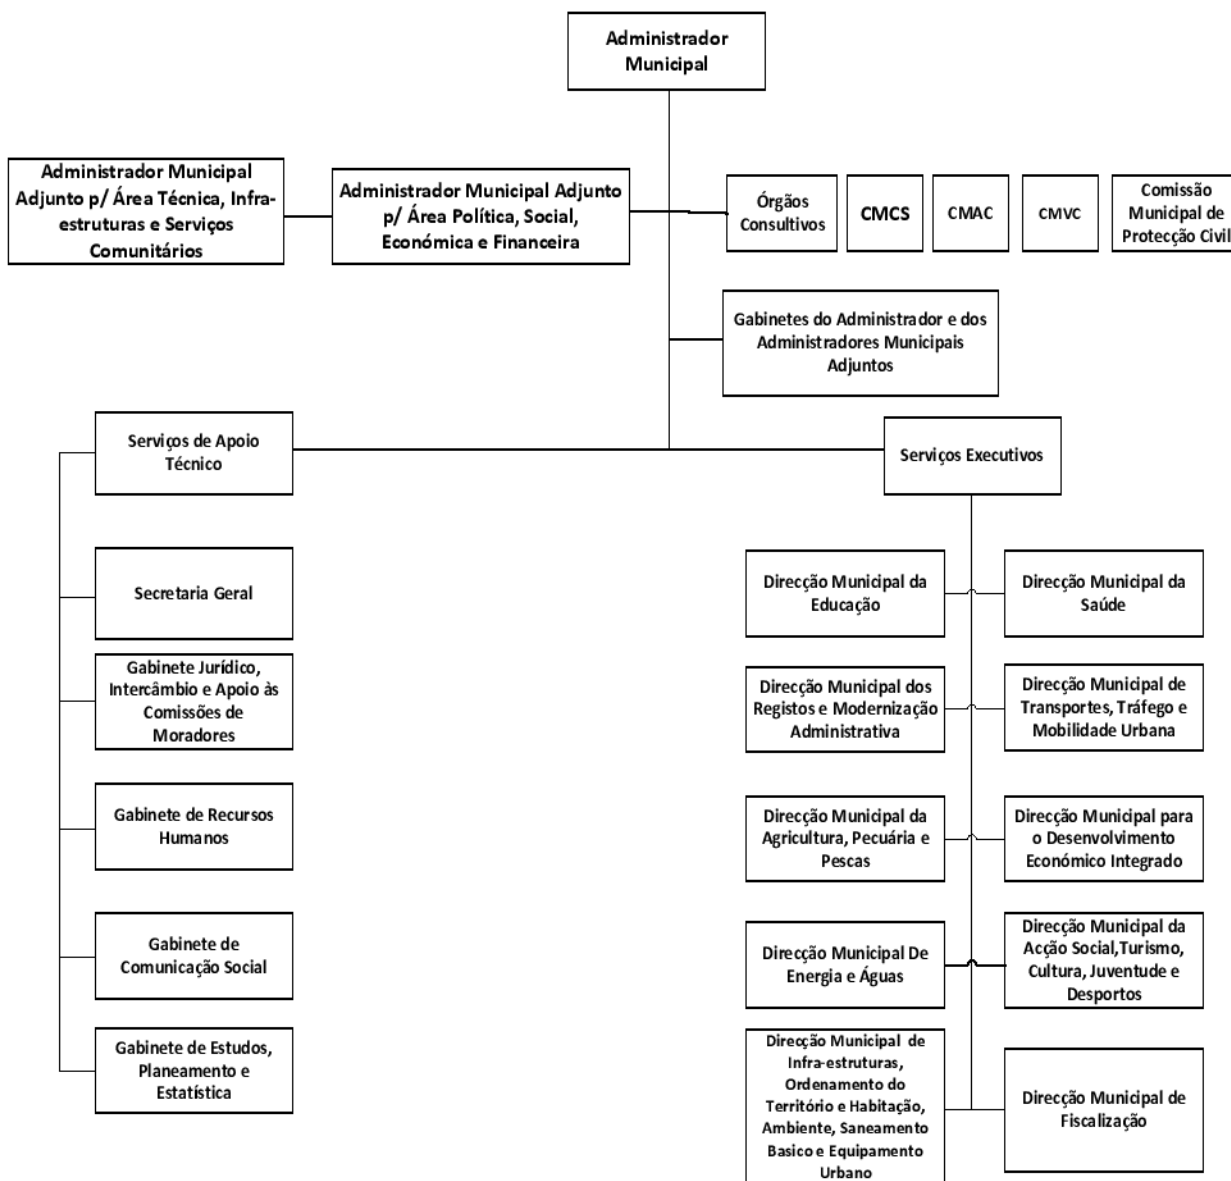 Administrador
Municipal
Administrador Municipal
Adjunto p/ Área Técnica, Infra-
estruturas e Serviços
Comunitários
Administrador Municipal Adjunto
p/ Área Política, Social,
Económica e Financeira
Órgãos
Consultivos
CMCS
CMAC
CMVC
Comissão
Municipal de
Protecção Civil
Gabinetes do Administrador e dos
Administradores Municipais
Adjuntos
Serviços de Apoio
Técnico
Serviços Executivos
Secretaria Geral
Gabinete Jurídico,
Intercâmbio e Apoio às
Comissões de
Moradores
Gabinete de Recursos
Humanos
Gabinete de
Comunicação Social
Gabinete de Estudos,
Planeamento e
Estatística
Direcção Municipal da
Educação
Direcção Municipal da
Saúde
Direcção Municipal dos
Registos e Modernização
Administrativa
Direcção Municipal de
Transportes, Tráfego e
Mobilidade Urbana
Direcção Municipal da
Agricultura, Pecuária e
Pescas
Direcção Municipal para
o Desenvolvimento
Económico Integrado
Direcção Municipal De
Energia e Águas
Direcção Municipal da
Acção Social,Turismo,
Cultura, Juventude e
Desportos
Direcção Municipal de
Infra-estruturas,
Ordenamento do
Território e Habitação,
Ambiente, Saneamento
Basico e Equipamento
Urbano
Direcção Municipal de
Fiscalização